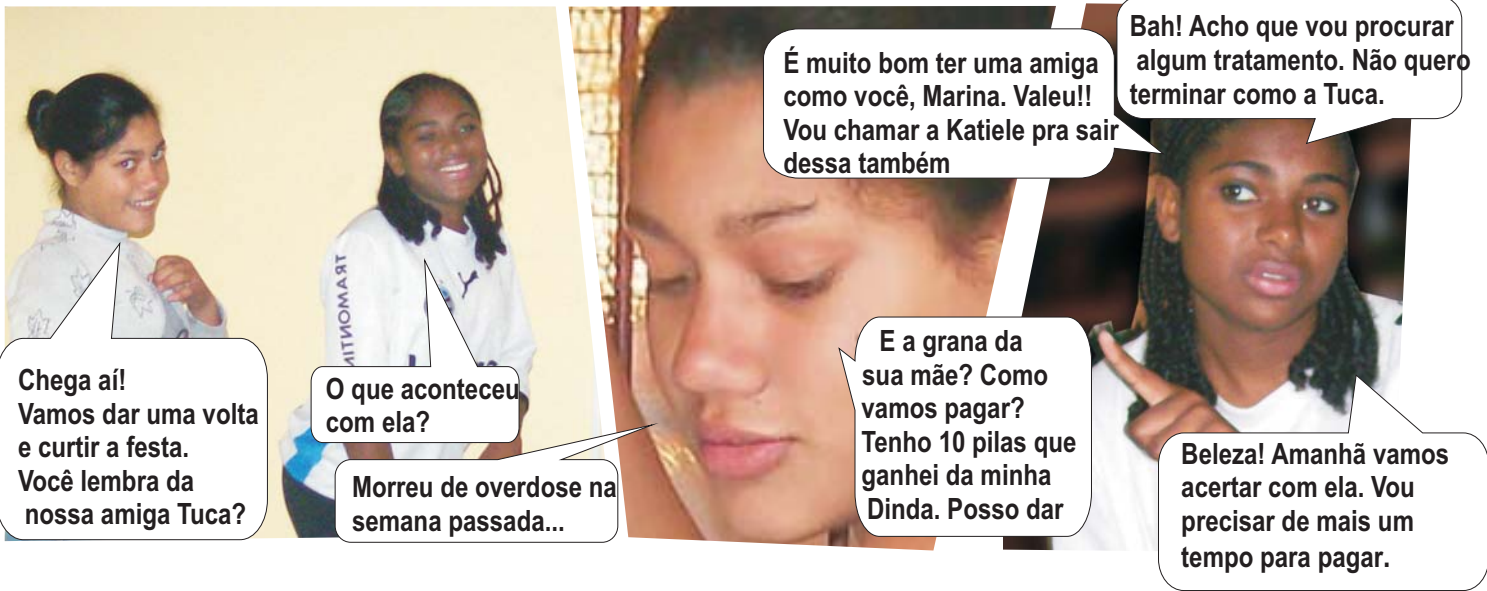 Chega aí!
Vamos dar uma volta
e curtir a festa.
Você lembra da
nossa amiga Tuca?
TRAMONTIN
O que aconteceu
com ela?
Morreu de overdose na
semana passada...
Bah! Acho que vou procurar
algum tratamento. Não quero
terminar como a Tuca.
É muito bom ter uma amiga
como você, Marina. Valeu!!
Vou chamar a Katiele pra sair
dessa também
E a grana da
sua mãe? Como
vamos pagar?
Tenho 10 pilas que
ganhei da minha
Dinda. Posso dar
Beleza! Amanhã vamos
acertar com ela. Vou
precisar de mais um
tempo para pagar.